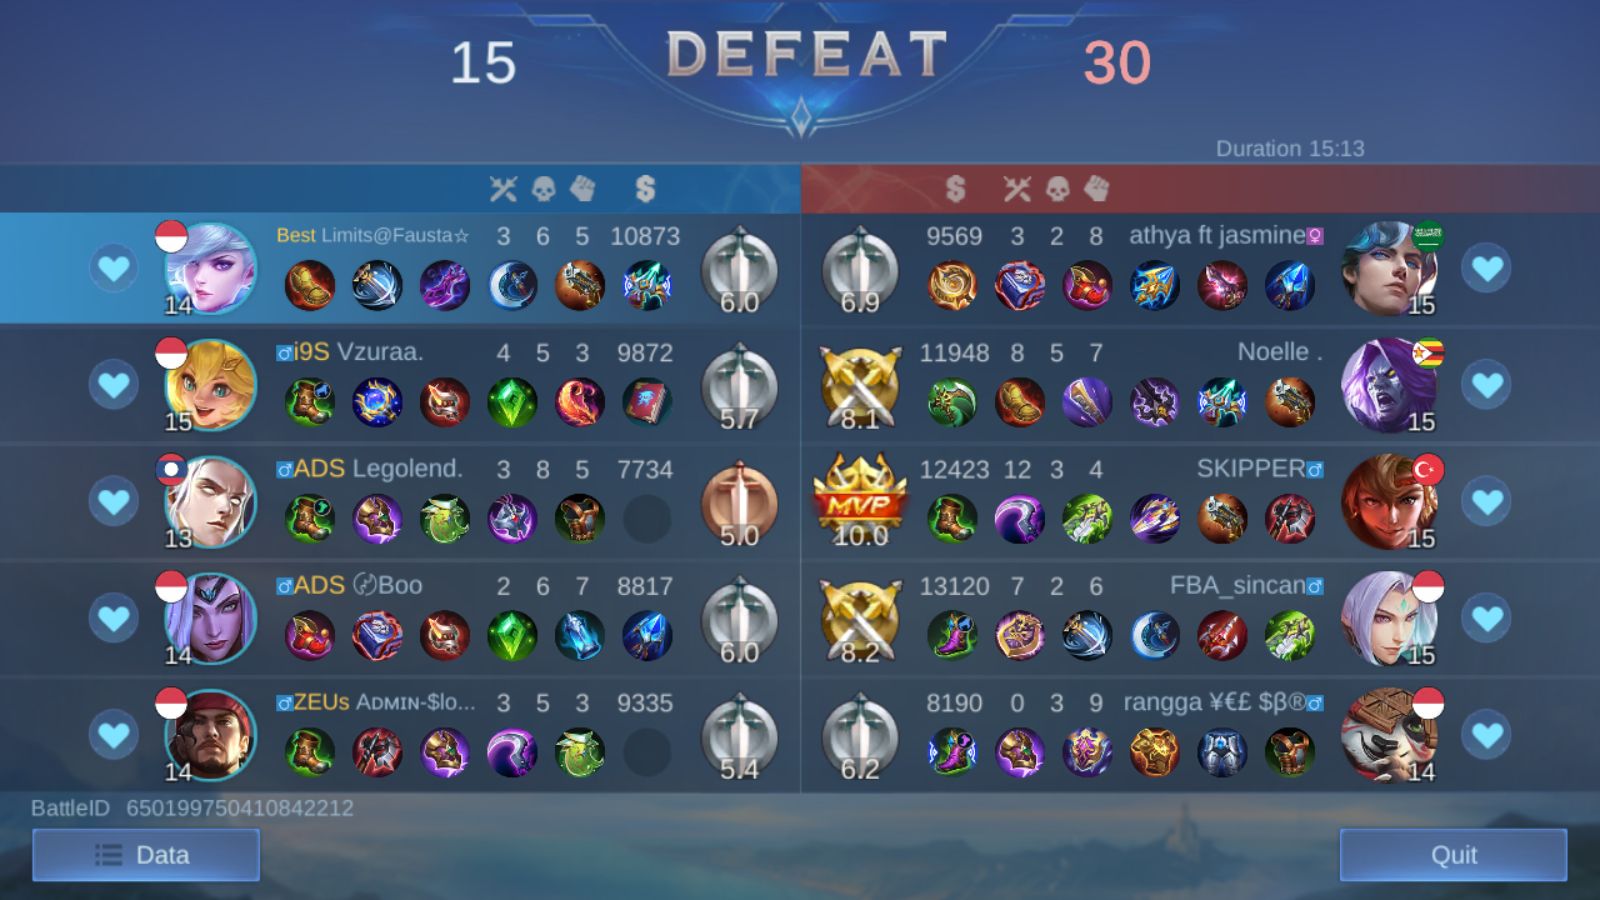 15 DEFEAT 30
Duration 15:13
Best Limits@Fausta☆ 3 6 5 10873
14 6.0
9569 3 2 8 athya ft jasmine♀
6.9 15
♂i9S Vzuraa. 4 5 3 9872
15 5.7
11948 8 5 7 Noelle .
8.1 15
♂ADS Legolend. 3 8 5 7734
13 5.0
12423 12 3 4 SKIPPER♂
MVP
10.0 15
♂ADS Boo 2 6 7 8817
14 6.0
13120 7 2 6 FBA_sincan♂
8.2 15
♂ZEUs Aᴅᴍɪɴ-$lo... 3 5 3 9335
14 5.4
8190 0 3 9 rangga ¥€£ $β®♂
6.2 14
BattleID 650199750410842212
Data
Quit